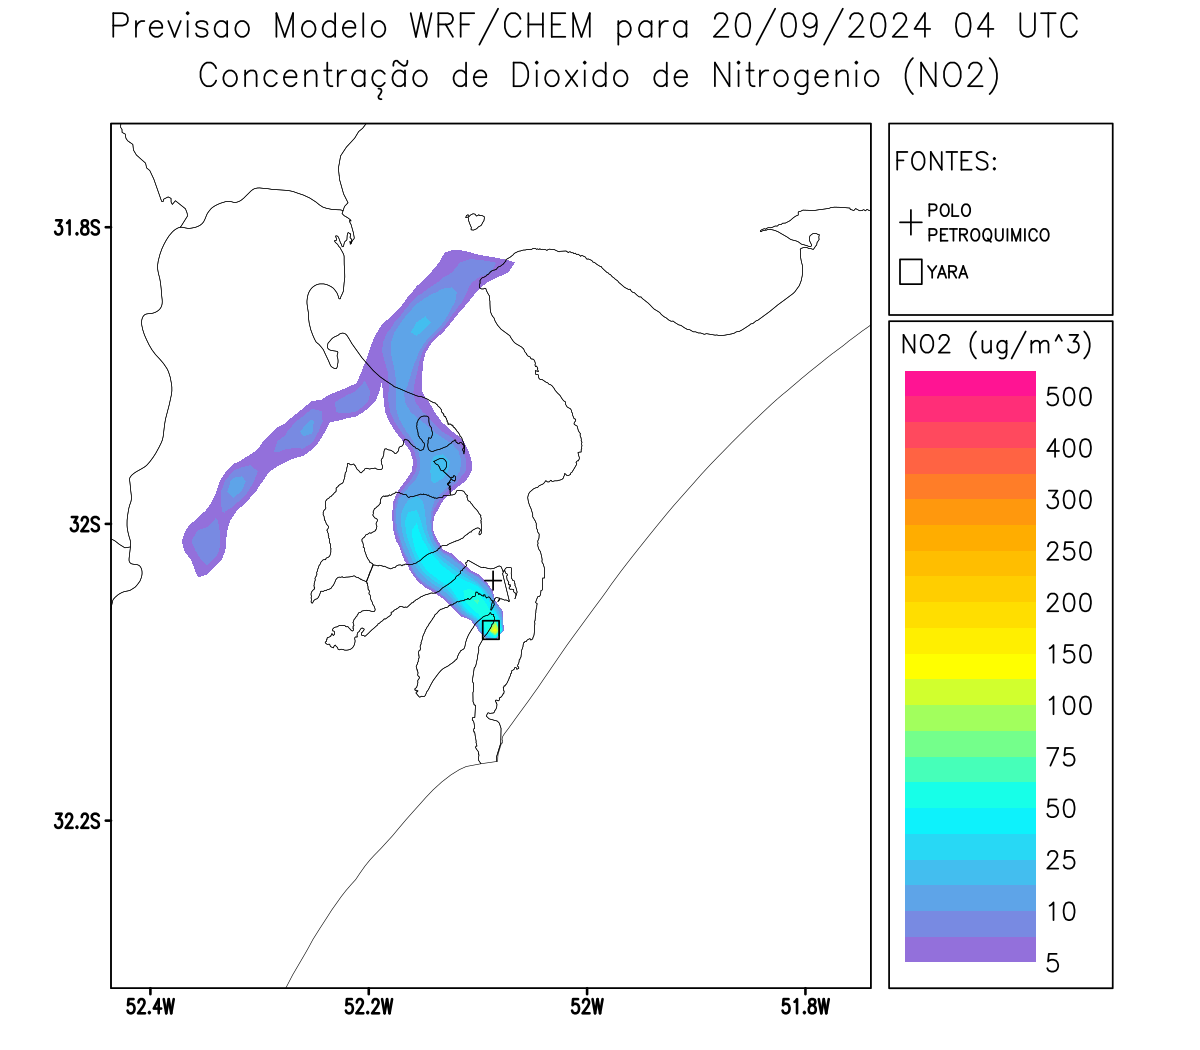 Previsao Modelo WRF/CHEM para 20/09/2024 04 UTC
Concentração de Dioxido de Nitrogenio (NO2)
FONTES:
POLO
PETROQUIMICO
YARA
NO2 (ug/m^3)
500
400
300
250
200
150
100
75
50
25
10
5
31.8S
32S
32.2S
52.4W
52.2W
52W
51.8W